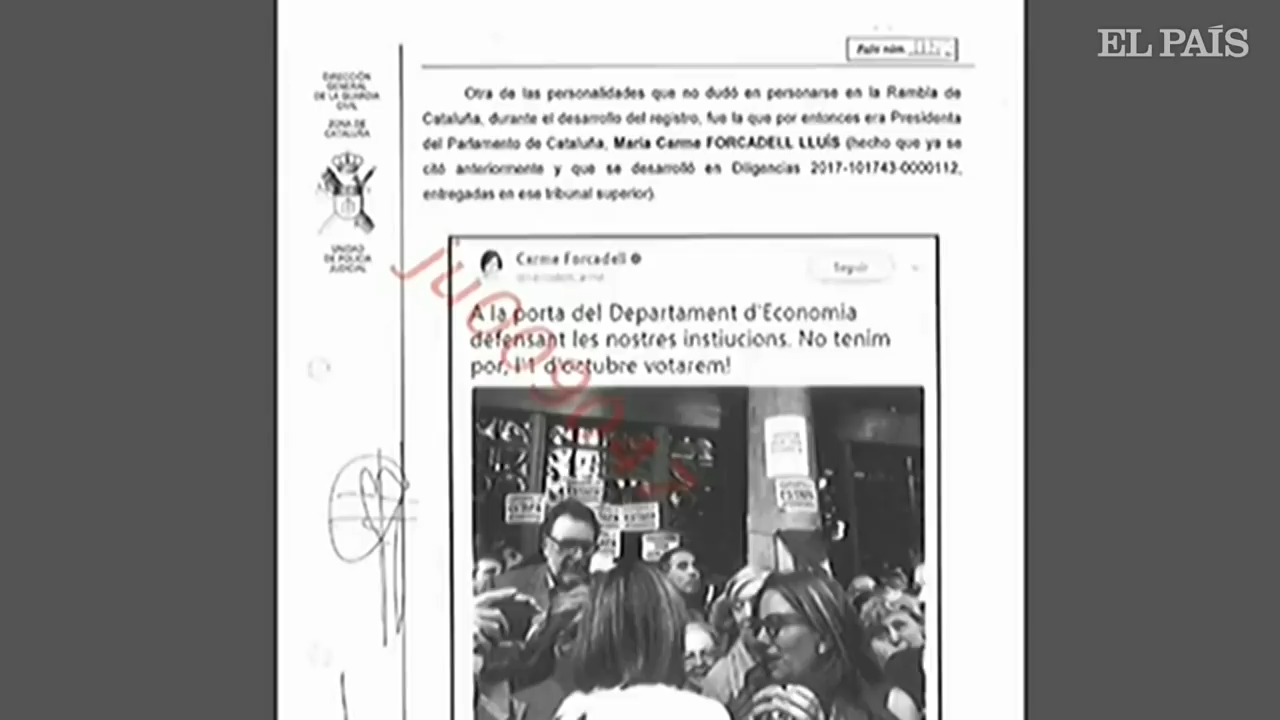 EL PAÍS
Folio núm.
DIRECCIÓN
GENERAL
DE LA GUARDIA
CIVIL
ZONA DE
CATALUÑA
UNIDAD
DE POLICÍA
JUDICIAL
Otra de las personalidades que no dudó en personarse en la Rambla de
Cataluña, durante el desarrollo del registro, fue la que por entonces era Presidenta
del Parlamento de Cataluña, María Carme FORCADELL LLUÍS (hecho que ya se
citó anteriormente y que se desarrolló en Diligencias 2017-101743-0000112,
entregadas en ese tribunal superior).
Carme Forcadell
Seguir
A la porta del Departament d'Economia
defensant les nostres instiucions. No tenim
por, l'1 d'octubre votarem!